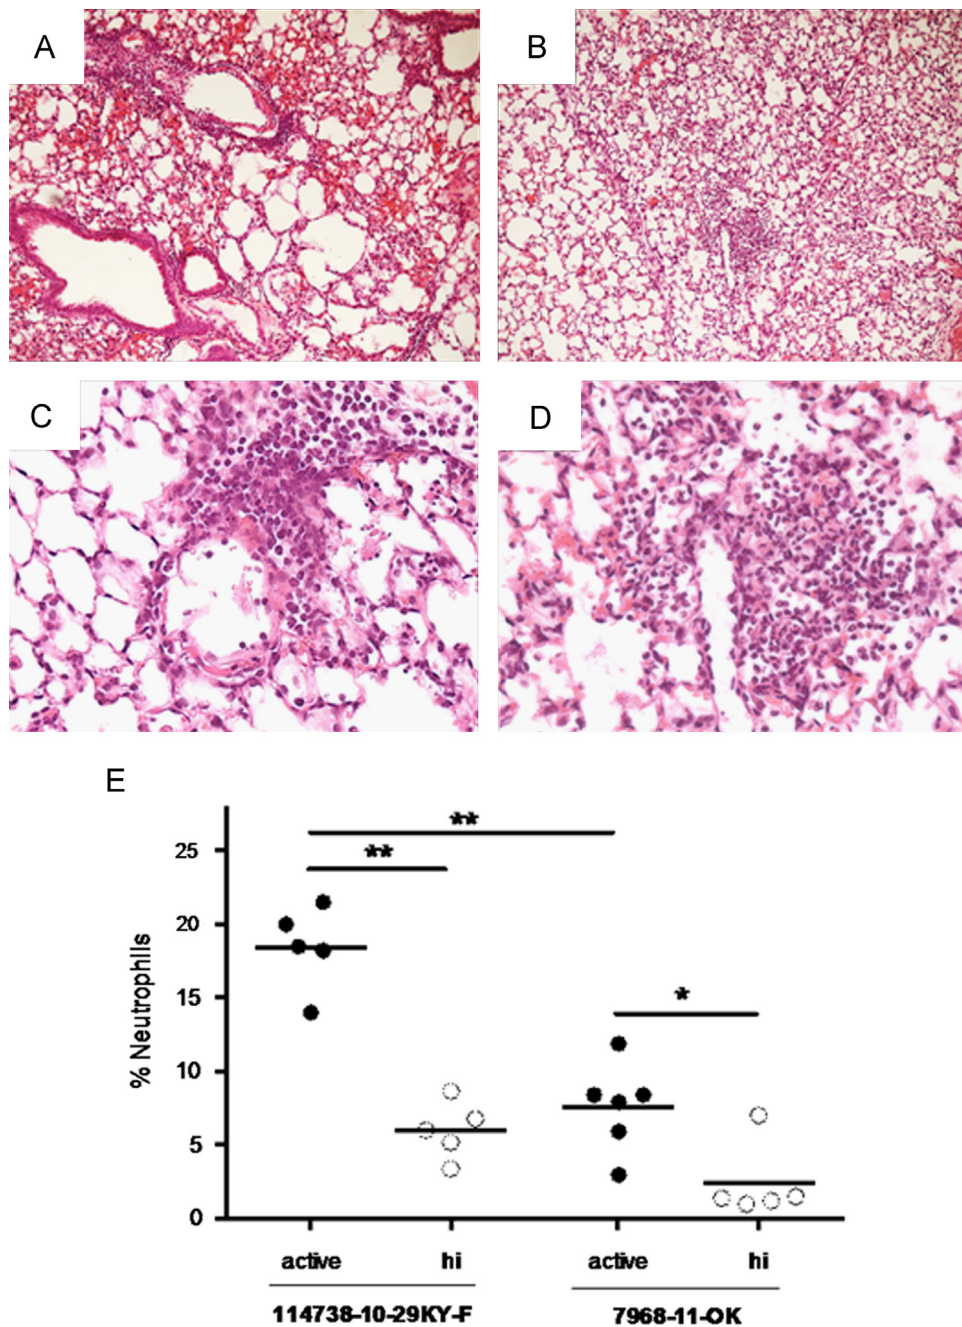 A
B
C
D
E
**
**
*
% Neutrophils
25
20
15
10
5
0
active hi active hi
114738-10-29KY-F 7968-11-OK